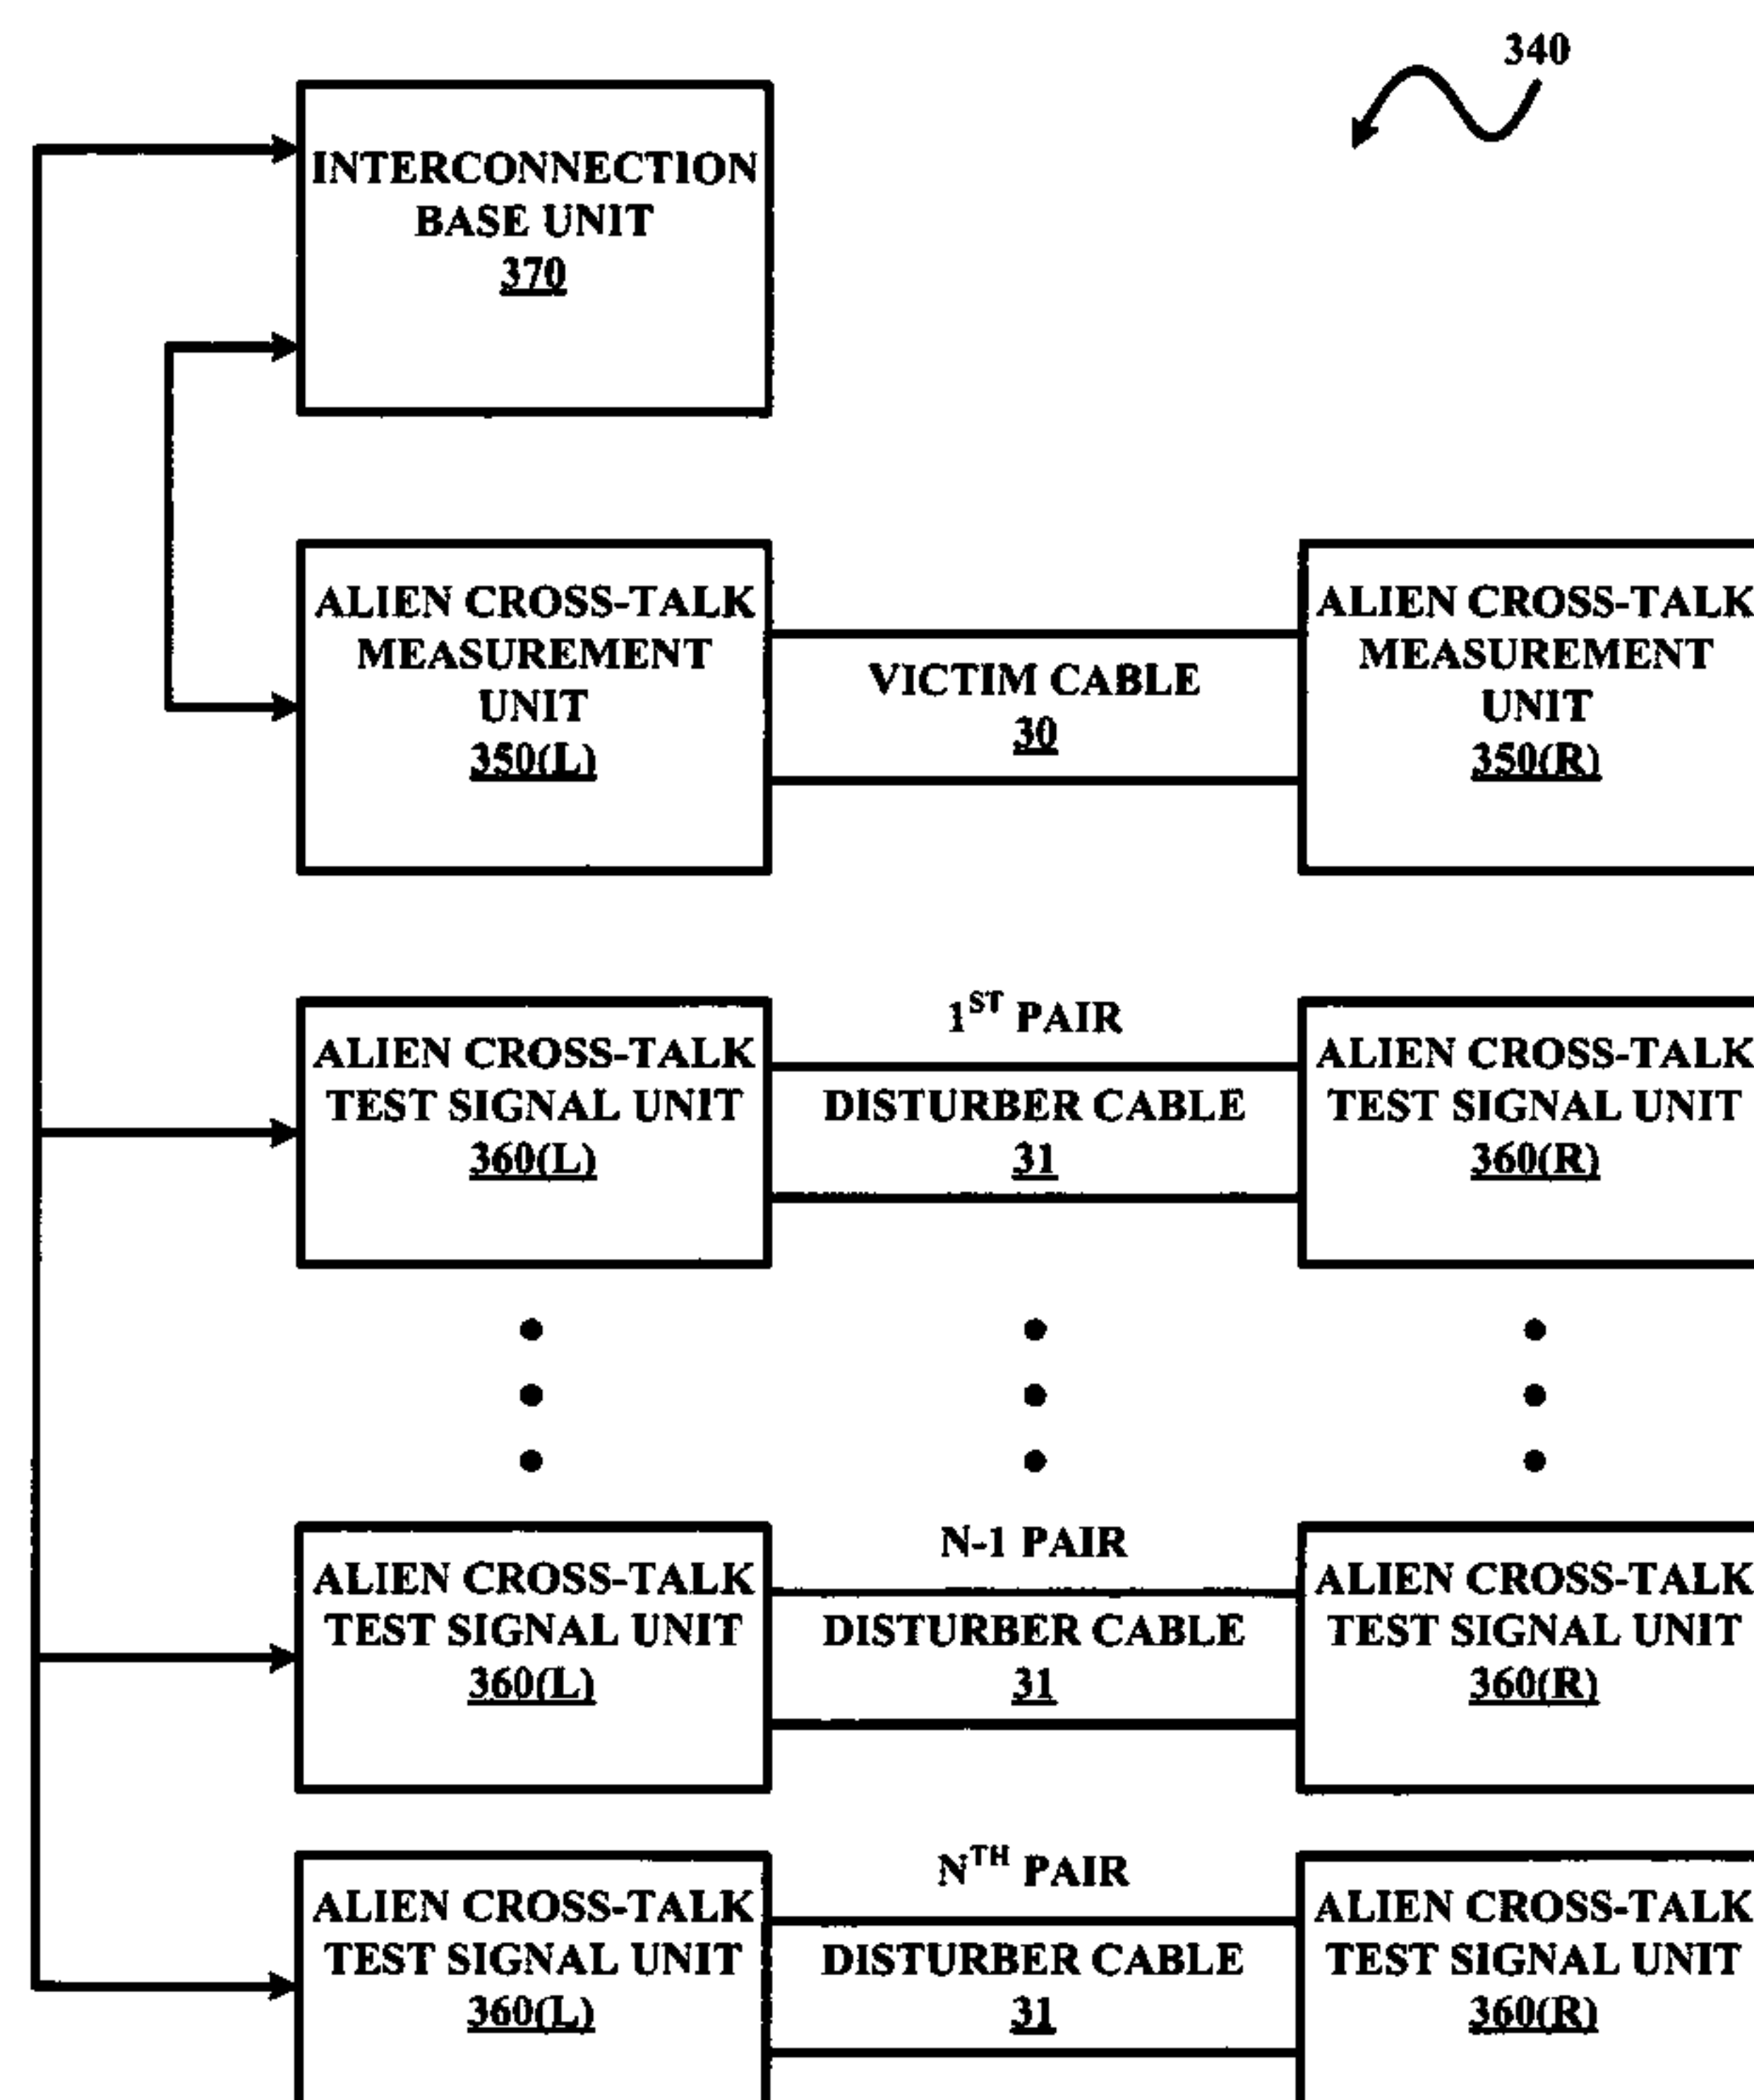 340
INTERCONNECTION
BASE UNIT
370
ALIEN CROSS-TALK
MEASUREMENT
UNIT
350(L)
VICTIM CABLE
30
ALIEN CROSS-TALK
MEASUREMENT
UNIT
350(R)
ALIEN CROSS-TALK
TEST SIGNAL UNIT
360(L)
1ST PAIR
DISTURBER CABLE
31
ALIEN CROSS-TALK
TEST SIGNAL UNIT
360(R)
ALIEN CROSS-TALK
TEST SIGNAL UNIT
360(L)
N-1 PAIR
DISTURBER CABLE
31
ALIEN CROSS-TALK
TEST SIGNAL UNIT
360(R)
ALIEN CROSS-TALK
TEST SIGNAL UNIT
360(L)
NTH PAIR
DISTURBER CABLE
31
ALIEN CROSS-TALK
TEST SIGNAL UNIT
360(R)